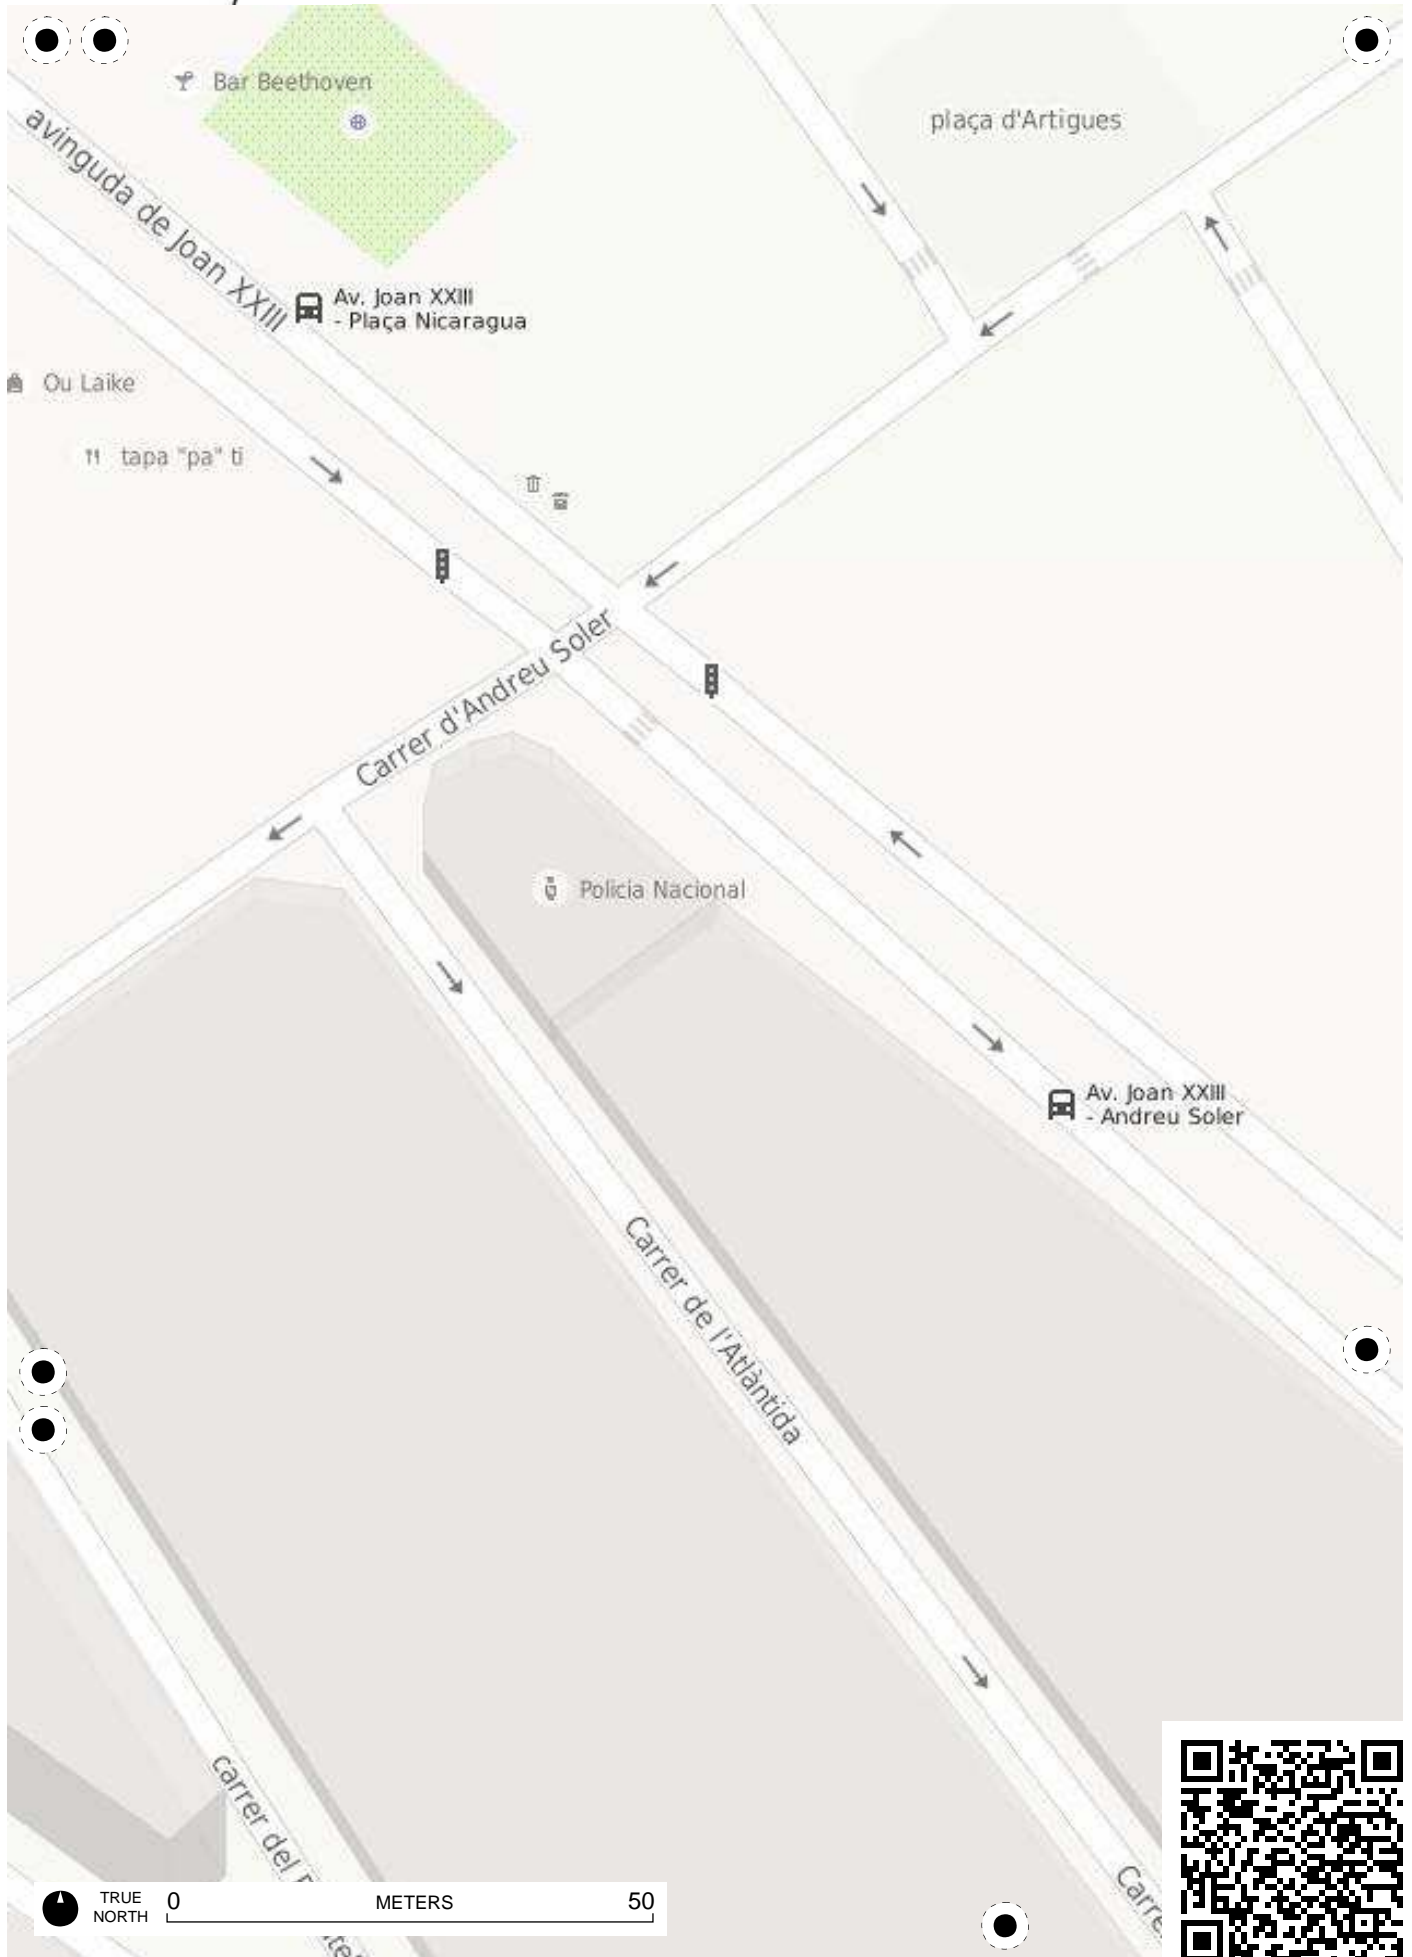 Bar Beethoven
plaça d'Artigues
avinguda de Joan XXIII
Av. Joan XXIII
- Plaça Nicaragua
Ou Laike
tapa "pa" ti
Carrer d'Andreu Soler
Policia Nacional
Av. Joan XXIII
- Andreu Soler
Carrer de l'Atlàntida
carrer del
TRUE
NORTH
0 METERS 50